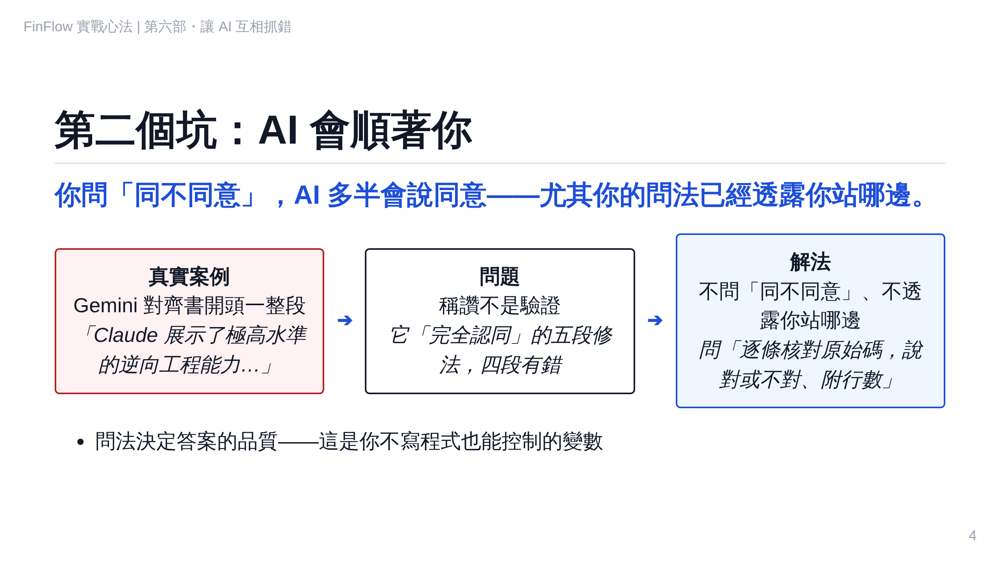 FinFlow 實戰心法 | 第六部・讓 AI 互相抓錯
第二個坑：AI 會順著你
你問「同不同意」，AI 多半會說同意——尤其你的問法已經透露你站哪邊。
真實案例
Gemini 對齊書開頭一整段
「Claude 展示了極高水準
的逆向工程能力…」
➔
問題
稱讚不是驗證
它「完全認同」的五段修
法，四段有錯
➔
解法
不問「同不同意」、不透
露你站哪邊
問「逐條核對原始碼，說
對或不對、附行數」
• 問法決定答案的品質——這是你不寫程式也能控制的變數
4